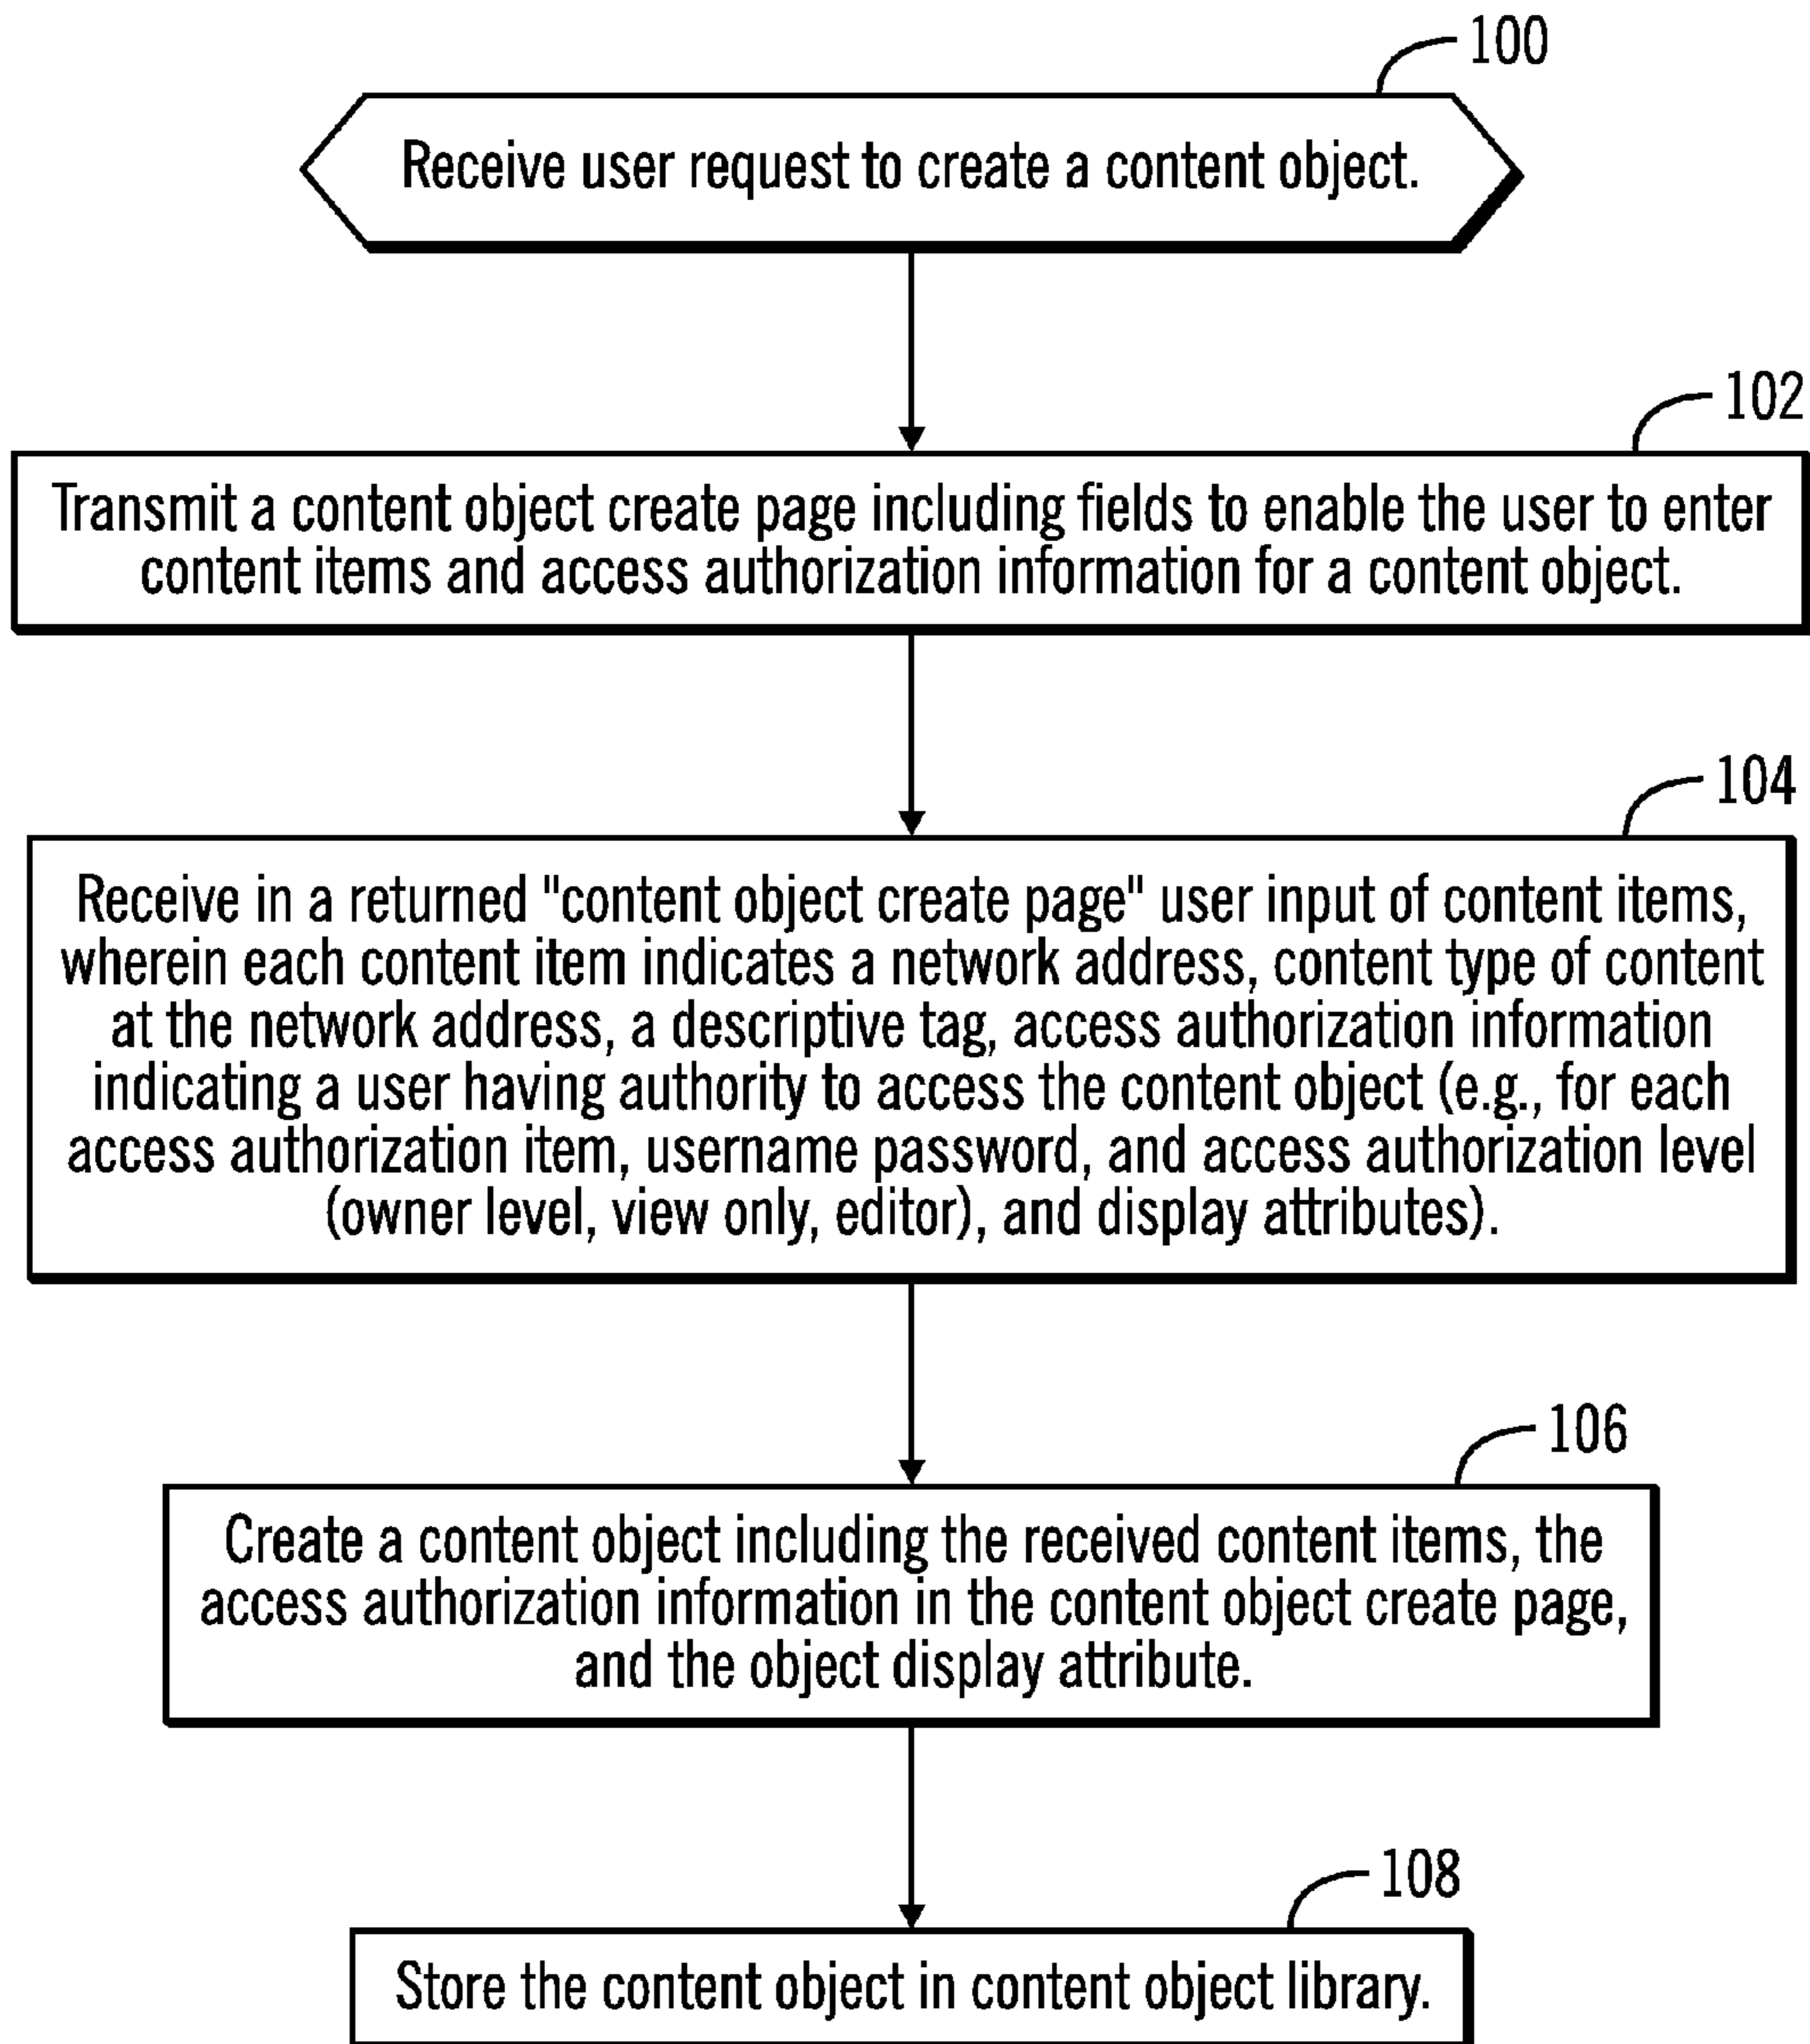 100
Receive user request to create a content object.
102
Transmit a content object create page including fields to enable the user to enter
content items and access authorization information for a content object.
104
Receive in a returned "content object create page" user input of content items,
wherein each content item indicates a network address, content type of content
at the network address, a descriptive tag, access authorization information
indicating a user having authority to access the content object (e.g., for each
access authorization item, username password, and access authorization level
(owner level, view only, editor), and display attributes).
106
Create a content object including the received content items, the
access authorization information in the content object create page,
and the object display attribute.
108
Store the content object in content object library.